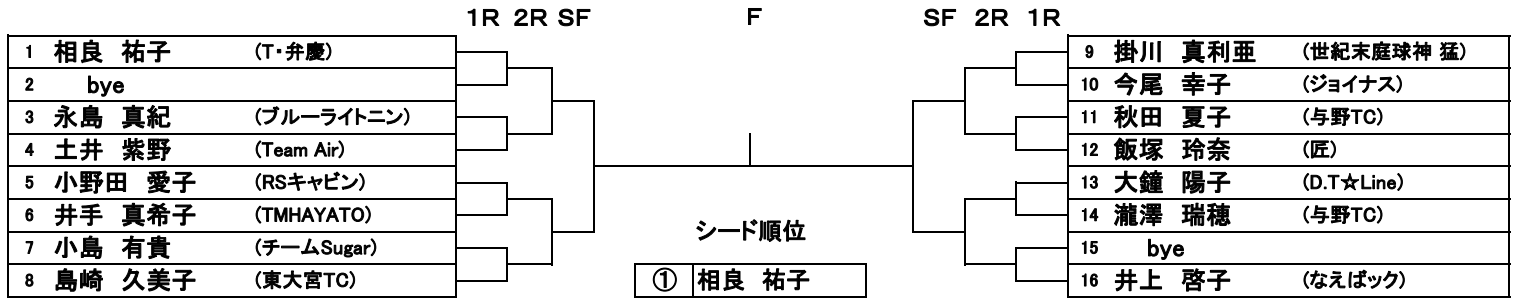 1R 2R SF F SF 2R 1R
1 相良 祐子 (T・弁慶)
2 bye
3 永島 真紀 (ブルーライトニン)
4 土井 紫野 (Team Air)
5 小野田 愛子 (RSキャビン)
6 井手 真希子 (TMHAYATO)
7 小島 有貴 (チームSugar)
8 島崎 久美子 (東大宮TC)
シード順位
① 相良 祐子
9 掛川 真利亜 (世紀末庭球神 猛)
10 今尾 幸子 (ジョイナス)
11 秋田 夏子 (与野TC)
12 飯塚 玲奈 (匠)
13 大鐘 陽子 (D.T☆Line)
14 瀧澤 瑞穂 (与野TC)
15 bye
16 井上 啓子 (なえばック)